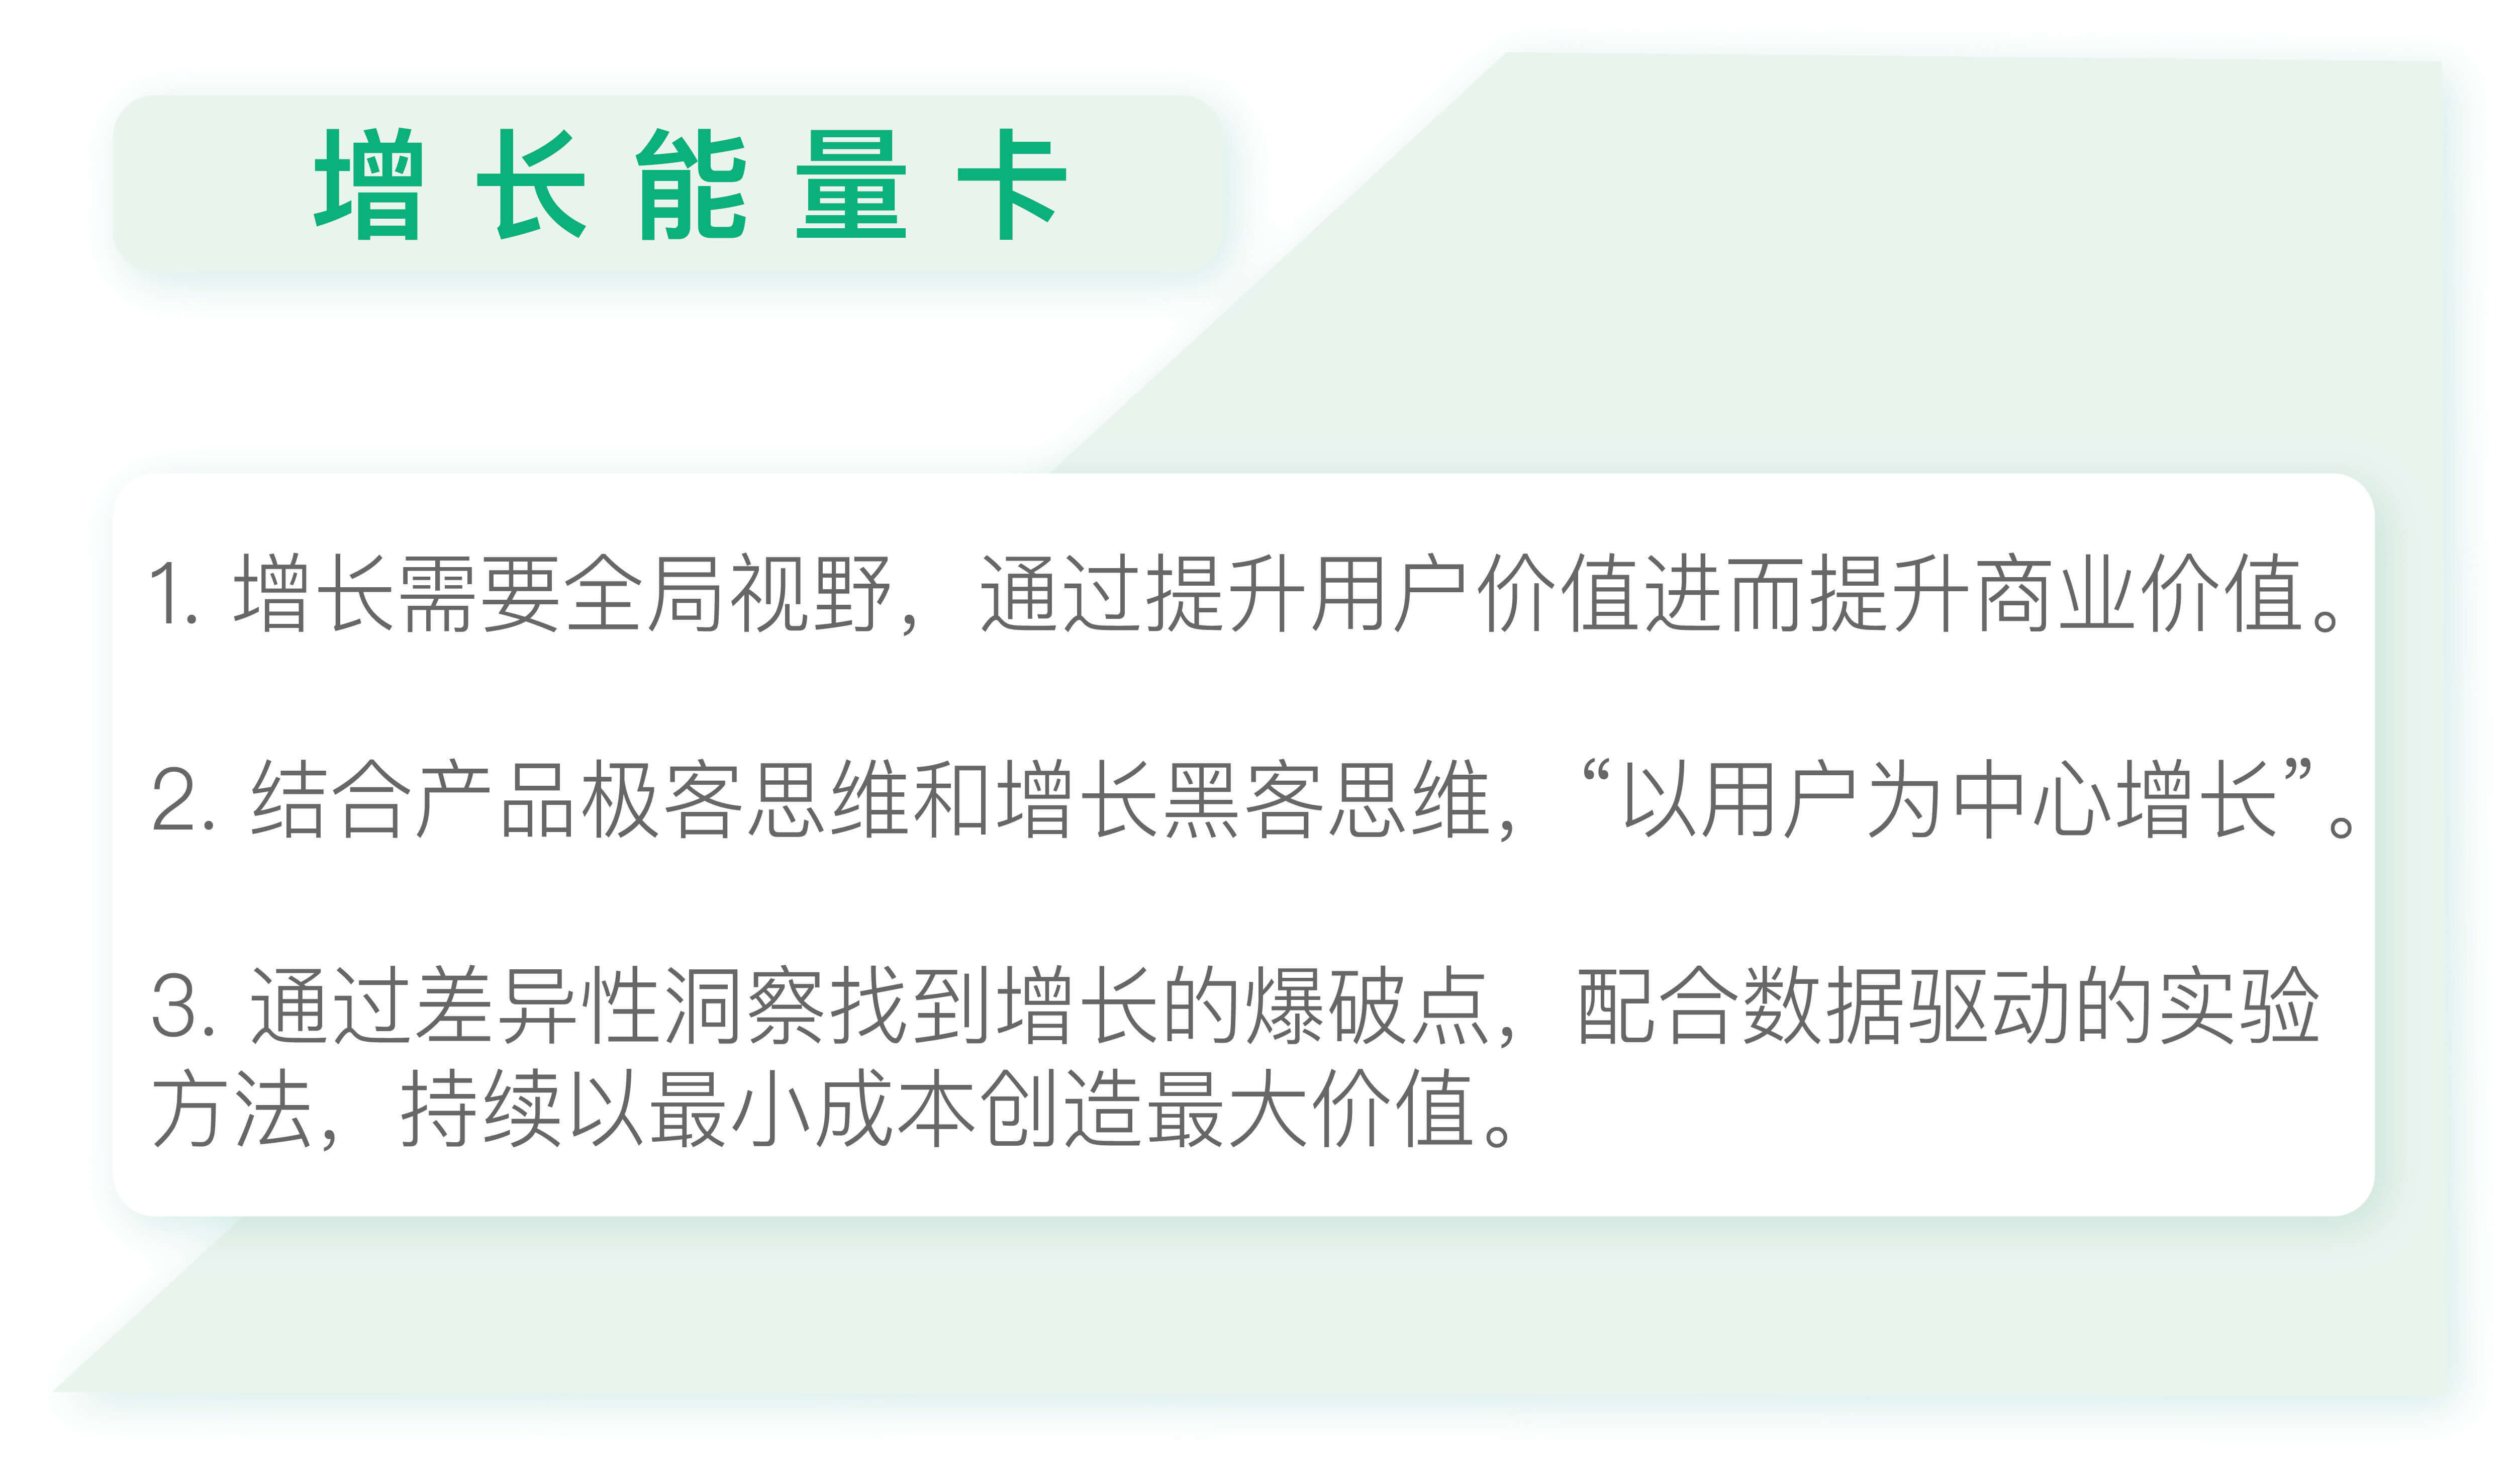 增长能量卡
1. 增长需要全局视野，通过提升用户价值进而提升商业价值。
2. 结合产品极客思维和增长黑客思维，“以用户为中心增长”。
3. 通过差异性洞察找到增长的爆破点，配合数据驱动的实验
方法，持续以最小成本创造最大价值。